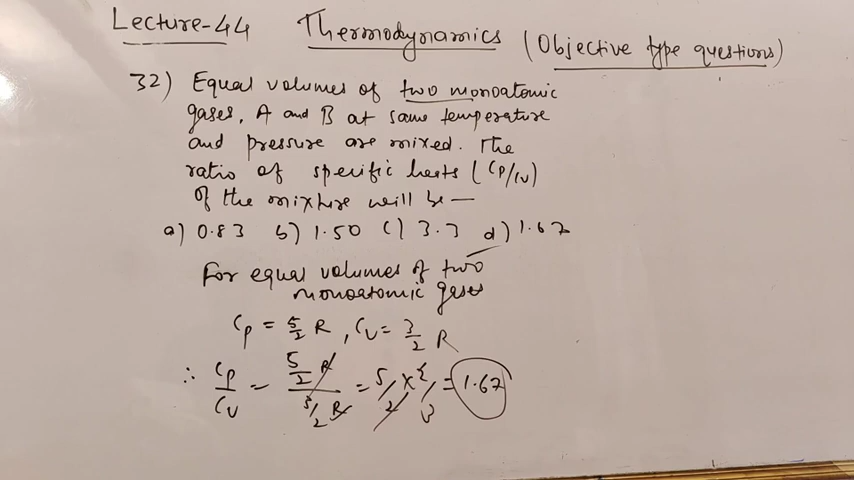 Lecture-44 Thermodynamics (Objective type questions)
32) Equal volumes of two monoatomic
gases, A and B at same temperature
and pressure are mixed. The
ratio of specific heats (Cp/Cv)
of the mixture will be —
a) 0.83 b) 1.50 c) 3.3 d) 1.67
For equal volumes of two
monoatomic gases
Cp = 5/2 R, Cv = 3/2 R
∴ Cp/Cv = 5/2 R / 3/2 R = 5/2 × 2/3 = 1.67